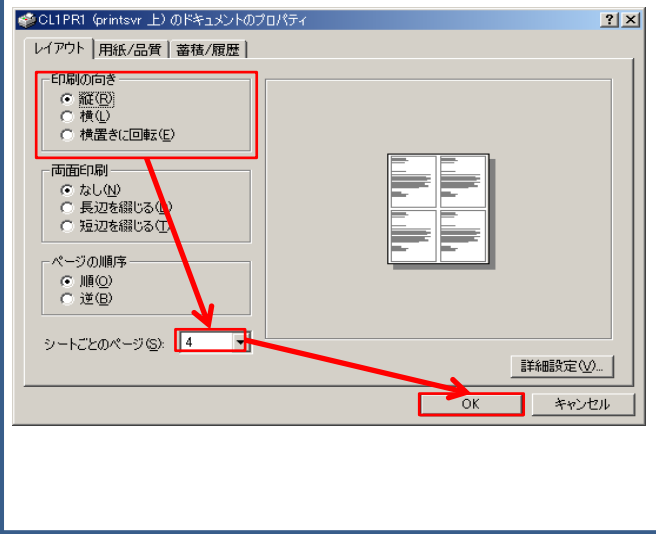 CL1PR1 (printsvr 上) のドキュメントのプロパティ
レイアウト 用紙/品質 蓄積/履歴
印刷の向き
縦(R)
横(L)
横置きに回転(E)
両面印刷
なし(N)
長辺を綴じる
短辺を綴じる(T)
ページの順序
順(O)
逆(B)
シートごとのページ(S): 4
詳細設定(V)...
OK キャンセル